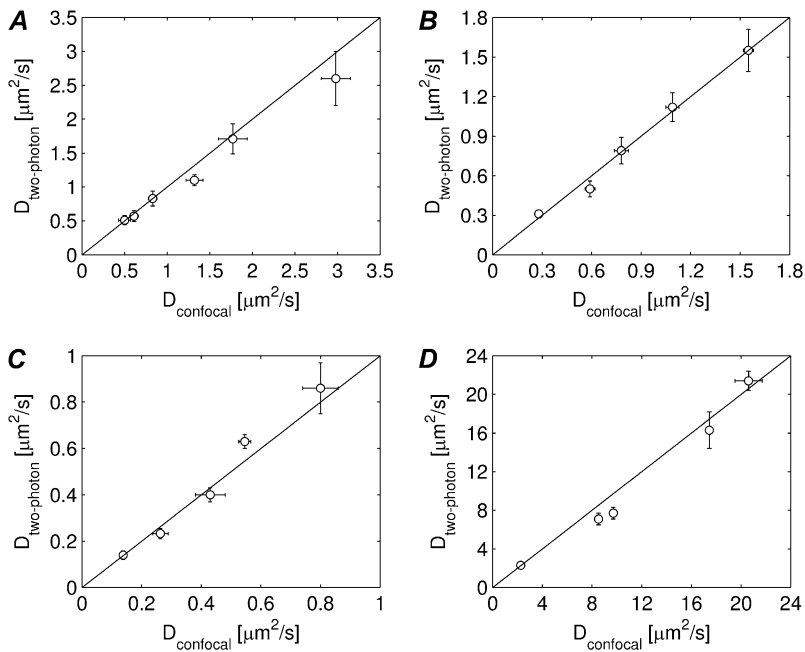 A
3.5
3
2.5
2
1.5
1
0.5
0
D_two-photon [μm²/s]
0 0.5 1 1.5 2 2.5 3 3.5
D_confocal [μm²/s]
B
1.8
1.5
1.2
0.9
0.6
0.3
0
D_two-photon [μm²/s]
0 0.3 0.6 0.9 1.2 1.5 1.8
D_confocal [μm²/s]
C
1
0.8
0.6
0.4
0.2
0
D_two-photon [μm²/s]
0 0.2 0.4 0.6 0.8 1
D_confocal [μm²/s]
D
24
20
16
12
8
4
0
D_two-photon [μm²/s]
0 4 8 12 16 20 24
D_confocal [μm²/s]